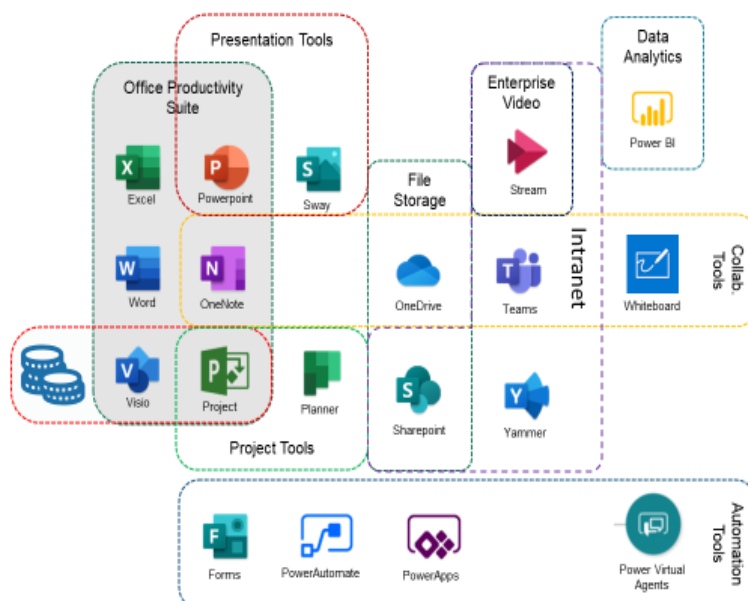 Presentation Tools
Data
Analytics
Office Productivity
Suite
Enterprise
Video
X
Excel
P
Powerpoint
S
Sway
Stream
Power BI
File
Storage
W
Word
N
OneNote
OneDrive
T
Teams
Intranet
Whiteboard
Collab.
Tools
V
Visio
P
Project
Planner
S
Sharepoint
Y
Yammer
Project Tools
F
Forms
PowerAutomate
PowerApps
Power Virtual
Agents
Automation
Tools